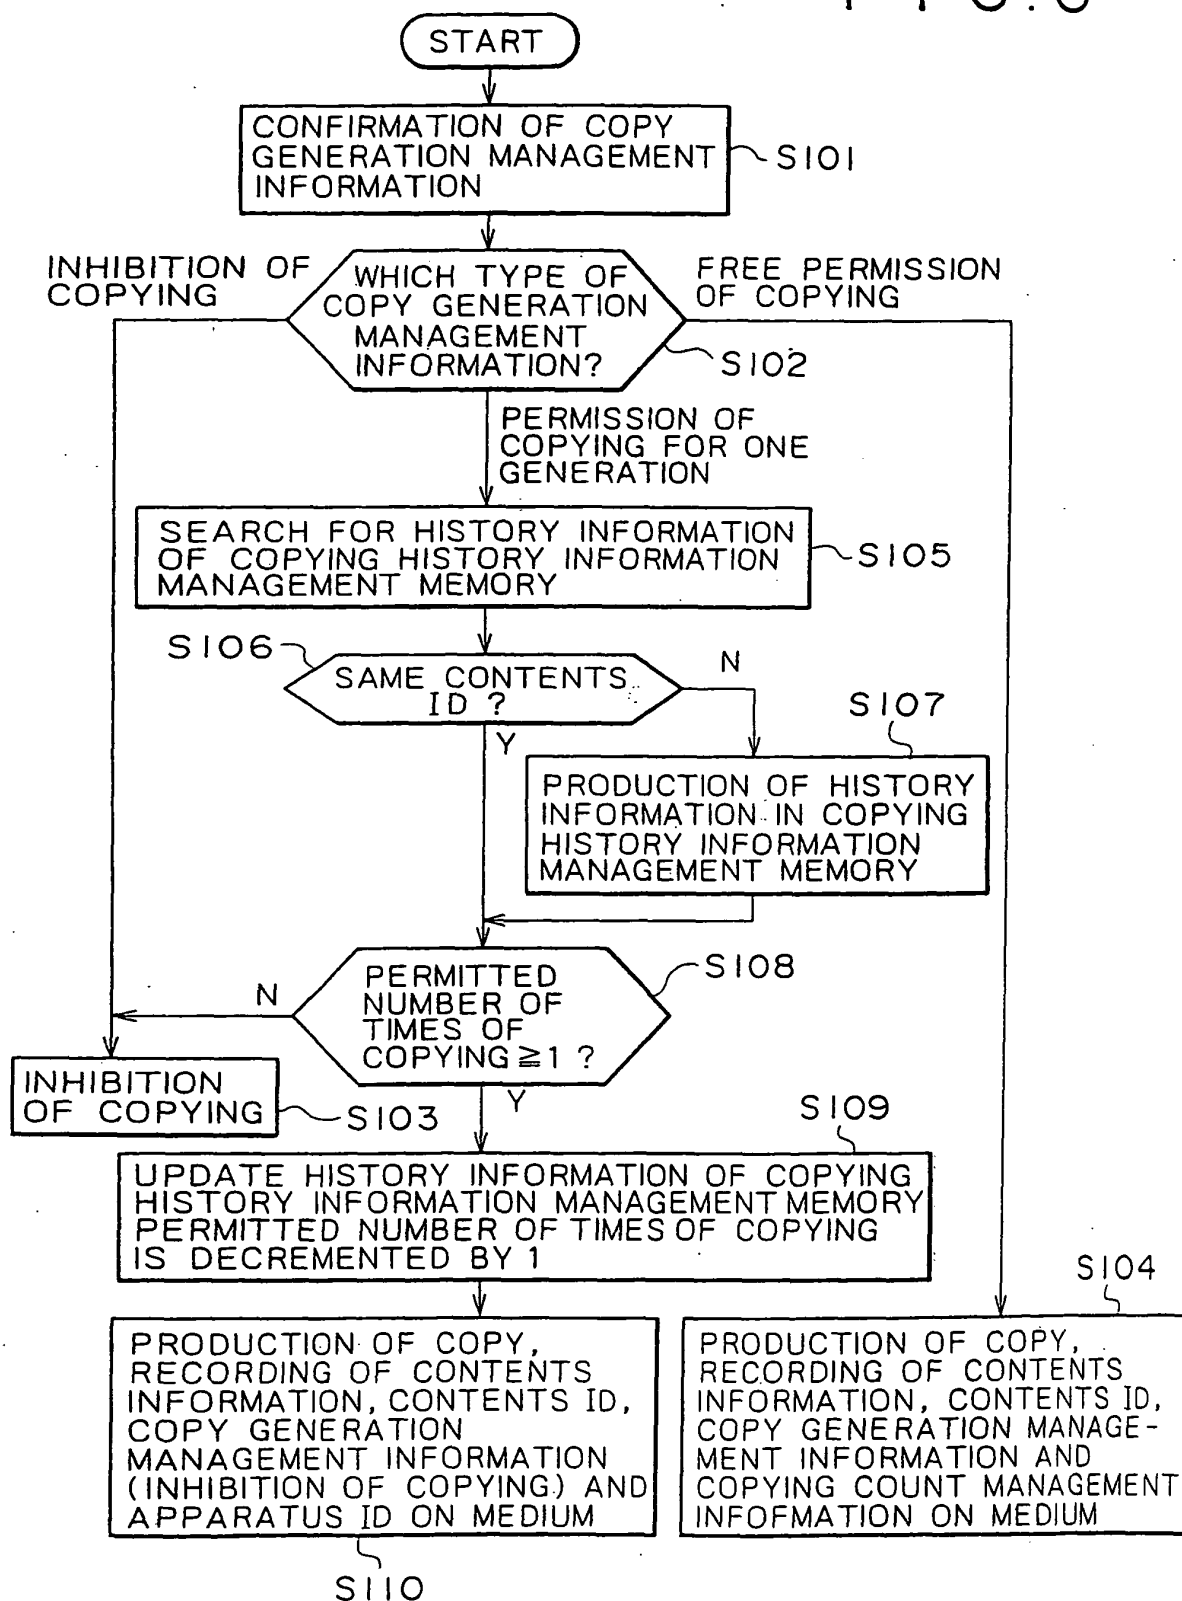 START
CONFIRMATION OF COPY
GENERATION MANAGEMENT
INFORMATION
S101
INHIBITION OF
COPYING
WHICH TYPE OF
COPY GENERATION
MANAGEMENT
INFORMATION?
FREE PERMISSION
OF COPYING
S102
PERMISSION OF
COPYING FOR ONE
GENERATION
SEARCH FOR HISTORY INFORMATION
OF COPYING HISTORY INFORMATION
MANAGEMENT MEMORY
S105
S106
SAME CONTENTS
ID ?
N
Y
S107
PRODUCTION OF HISTORY
INFORMATION IN COPYING
HISTORY INFORMATION
MANAGEMENT MEMORY
PERMITTED
NUMBER OF
TIMES OF
COPYING ≧ 1 ?
S108
N
Y
INHIBITION
OF COPYING
S103
S109
UPDATE HISTORY INFORMATION OF COPYING
HISTORY INFORMATION MANAGEMENT MEMORY
PERMITTED NUMBER OF TIMES OF COPYING
IS DECREMENTED BY 1
S104
PRODUCTION OF COPY,
RECORDING OF CONTENTS
INFORMATION, CONTENTS ID,
COPY GENERATION
MANAGEMENT INFORMATION
(INHIBITION OF COPYING) AND
APPARATUS ID ON MEDIUM
S110
PRODUCTION OF COPY,
RECORDING OF CONTENTS
INFORMATION, CONTENTS ID,
COPY GENERATION MANAGE-
MENT INFORMATION AND
COPYING COUNT MANAGEMENT
INFOFMATION ON MEDIUM